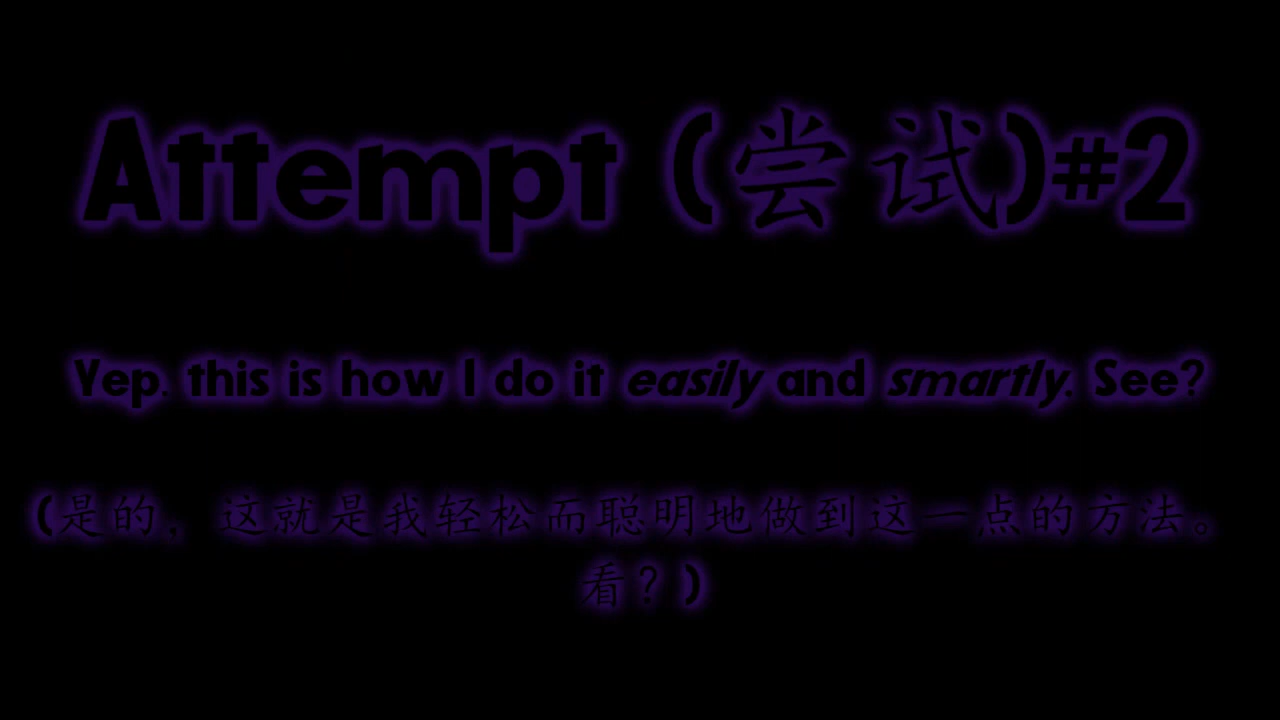 Attempt (尝试)#2
Yep. this is how I do it easily and smartly. See?
(是的，这就是我轻松而聪明地做到这一点的方法。
看？)